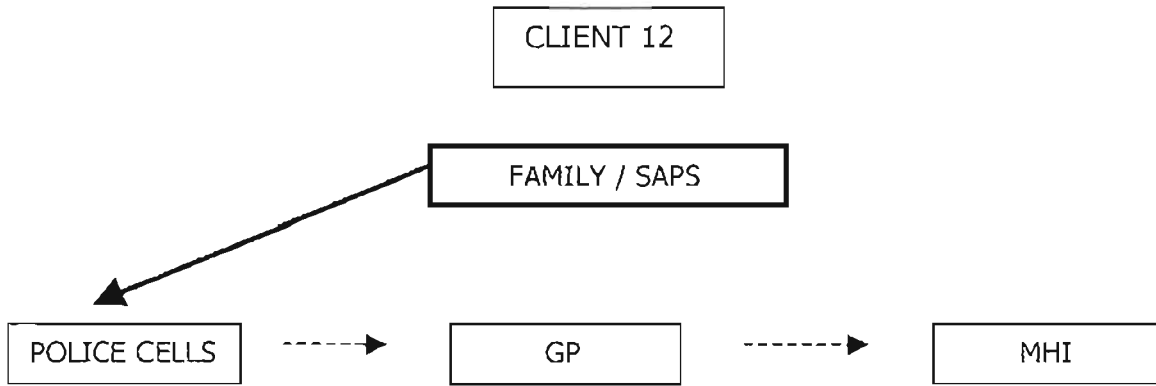 CLIENT 12
FAMILY / SAPS
POLICE CELLS
GP
MHI